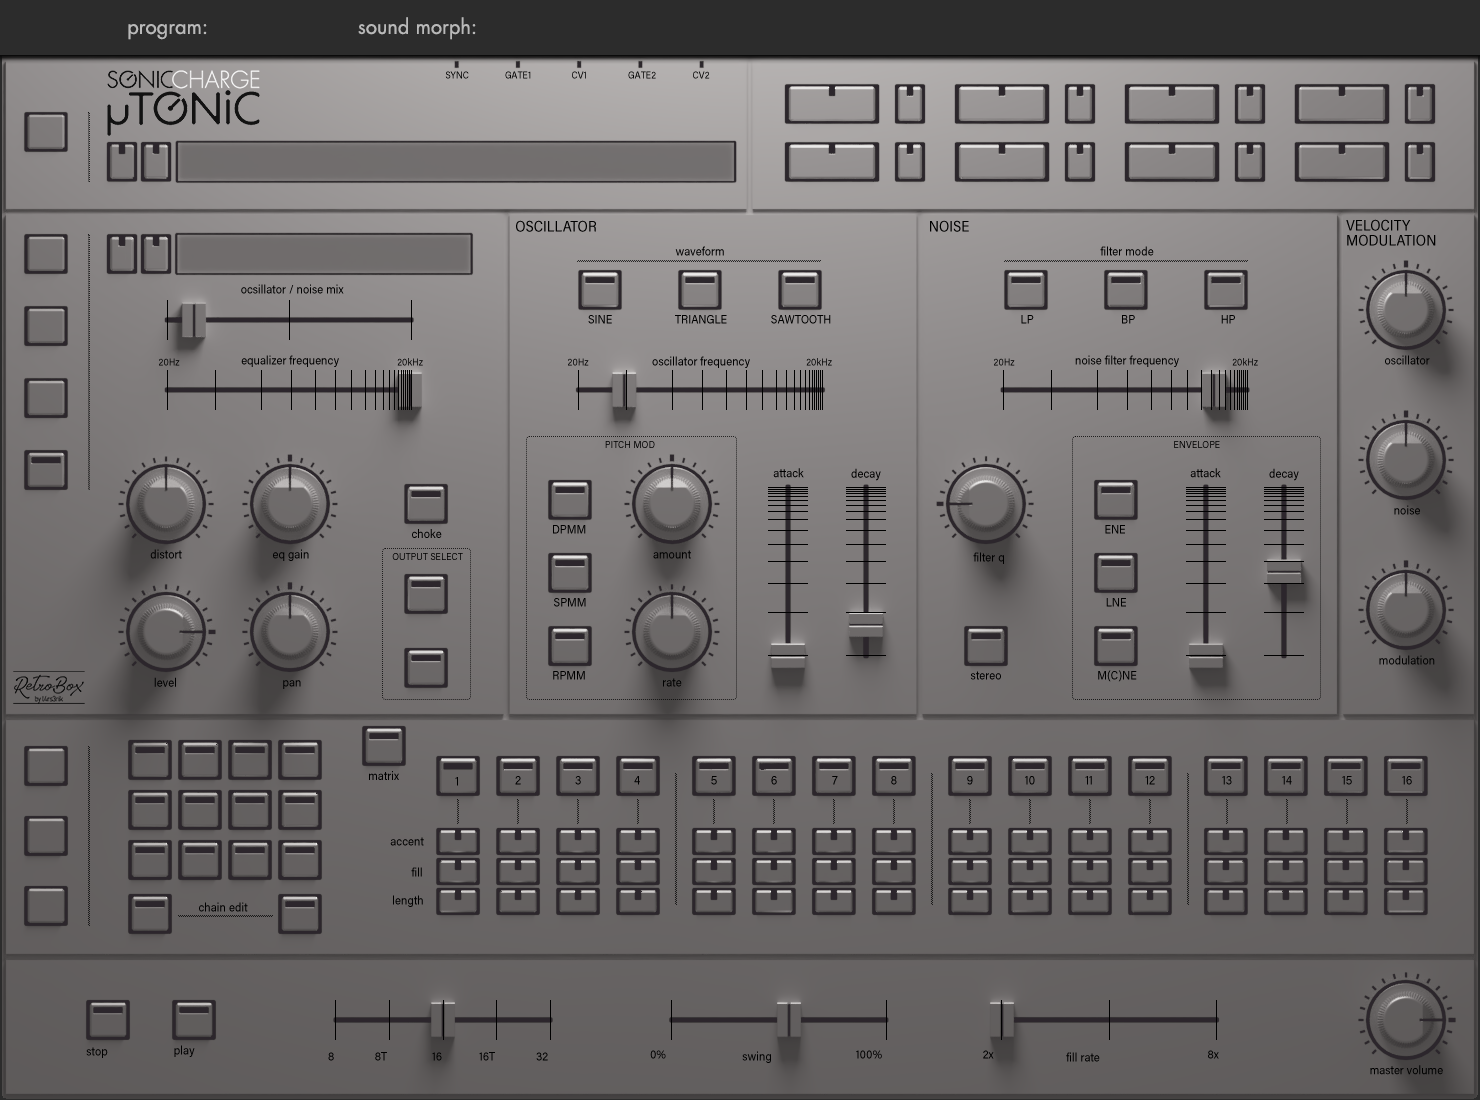 program: sound morph:
SONICCHARGE
µTONIC
SYNC GATE1 CV1 GATE2 CV2
OSCILLATOR
NOISE
VELOCITY
MODULATION
waveform
filter mode
ocsillator / noise mix
SINE TRIANGLE SAWTOOTH
LP BP HP
20Hz equalizer frequency 20kHz
20Hz oscillator frequency 20kHz
20Hz noise filter frequency 20kHz
oscillator
PITCH MOD
ENVELOPE
attack decay
attack decay
noise
DPMM
ENE
choke
distort eq gain
OUTPUT SELECT
amount
filter q
SPMM
LNE
modulation
RPMM
stereo
M(C)NE
level pan
rate
RetroBox
matrix
1 2 3 4 5 6 7 8 9 10 11 12 13 14 15 16
accent
fill
length
chain edit
stop play
8 8T 16 16T 32
0% swing 100%
2x fill rate 8x
master volume